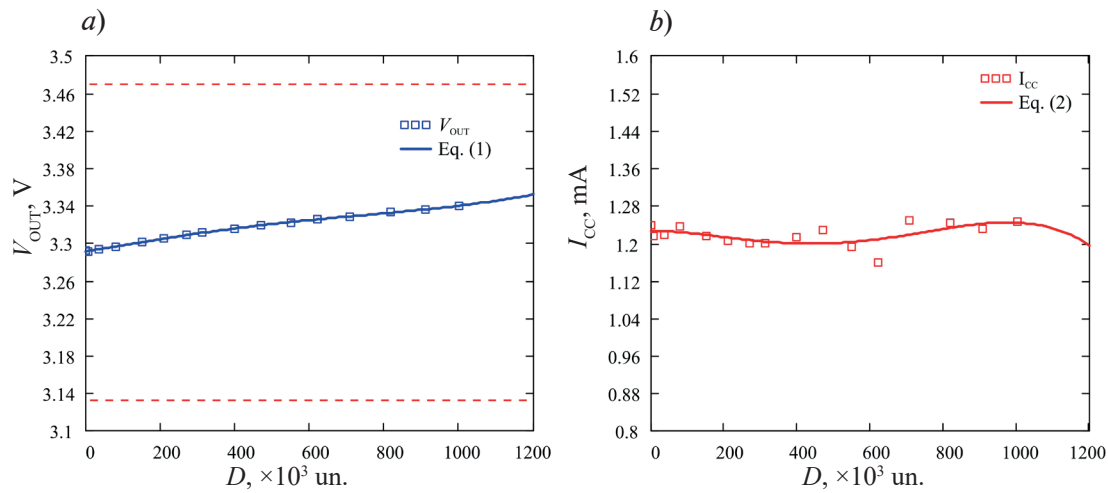 a)
3.5
3.46
3.42
3.38
3.34
3.3
3.26
3.22
3.18
3.14
3.1
V_OUT, V
V_OUT
Eq. (1)
0 200 400 600 800 1000 1200
D, ×10³ un.
b)
1.6
1.52
1.44
1.36
1.28
1.2
1.12
1.04
0.96
0.88
0.8
I_CC, mA
I_CC
Eq. (2)
0 200 400 600 800 1000 1200
D, ×10³ un.